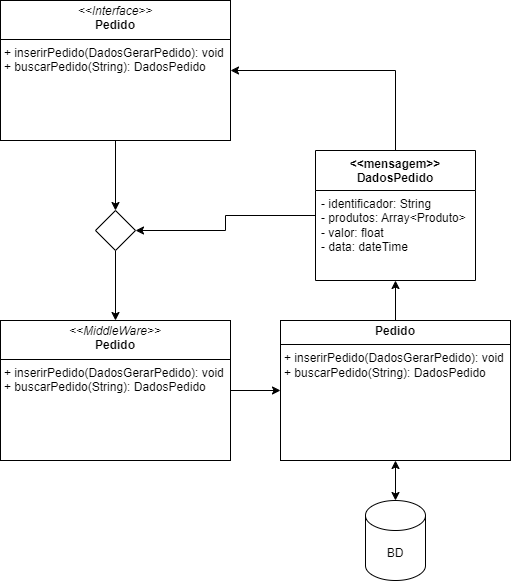 <<Interface>>
Pedido
+ inserirPedido(DadosGerarPedido): void
+ buscarPedido(String): DadosPedido
<<mensagem>>
DadosPedido
- identificador: String
- produtos: Array<Produto>
- valor: float
- data: dateTime
<<MiddleWare>>
Pedido
+ inserirPedido(DadosGerarPedido): void
+ buscarPedido(String): DadosPedido
Pedido
+ inserirPedido(DadosGerarPedido): void
+ buscarPedido(String): DadosPedido
BD